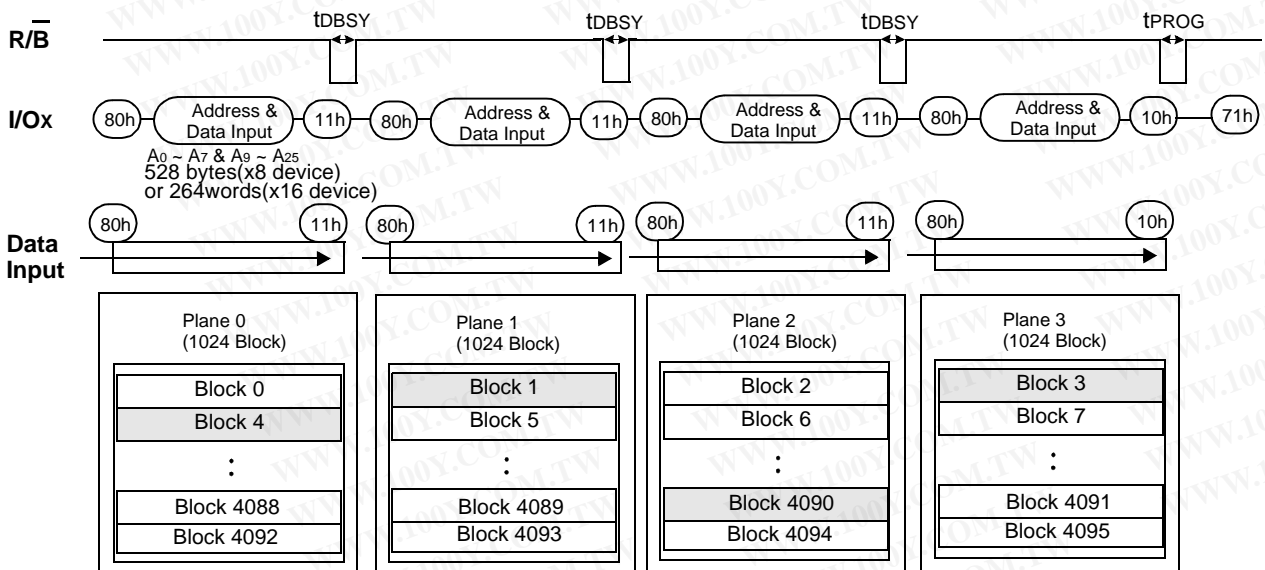 tDBSY tDBSY tDBSY tPROG
R/B
I/Ox 80h Address & Data Input 11h 80h Address & Data Input 11h 80h Address & Data Input 11h 80h Address & Data Input 10h 71h
A0 ~ A7 & A9 ~ A25
528 bytes(x8 device)
or 264words(x16 device)
80h 11h 80h 11h 80h 11h 80h 10h
Data
Input
Plane 0
(1024 Block)
Block 0
Block 4
:
Block 4088
Block 4092
Plane 1
(1024 Block)
Block 1
Block 5
:
Block 4089
Block 4093
Plane 2
(1024 Block)
Block 2
Block 6
:
Block 4090
Block 4094
Plane 3
(1024 Block)
Block 3
Block 7
:
Block 4091
Block 4095
WWW.100Y.COM.TW